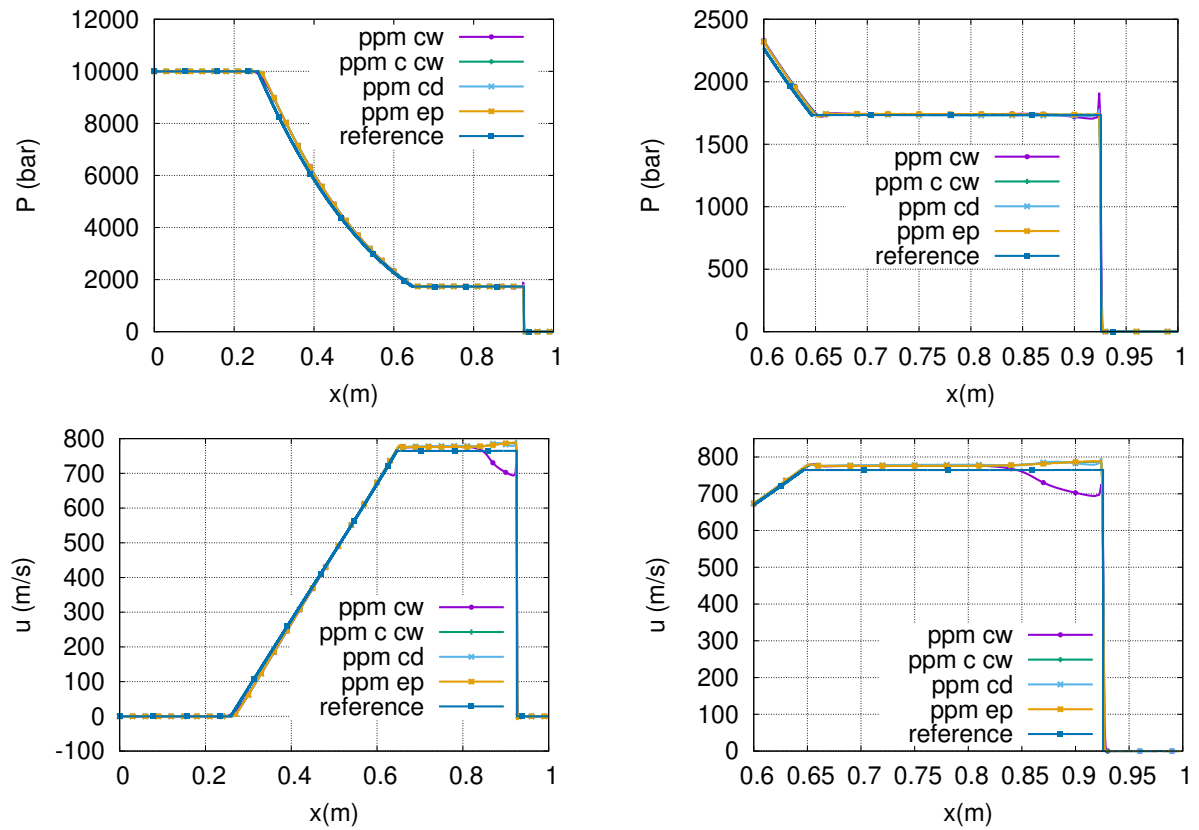 12000
10000
8000
6000
4000
2000
0
P (bar)
0 0.2 0.4 0.6 0.8 1
x(m)
ppm cw
ppm c cw
ppm cd
ppm ep
reference
2500
2000
1500
1000
500
0
P (bar)
0.6 0.65 0.7 0.75 0.8 0.85 0.9 0.95 1
x(m)
ppm cw
ppm c cw
ppm cd
ppm ep
reference
800
700
600
500
400
300
200
100
0
-100
u (m/s)
0 0.2 0.4 0.6 0.8 1
x(m)
ppm cw
ppm c cw
ppm cd
ppm ep
reference
800
700
600
500
400
300
200
100
0
u (m/s)
0.6 0.65 0.7 0.75 0.8 0.85 0.9 0.95 1
x(m)
ppm cw
ppm c cw
ppm cd
ppm ep
reference